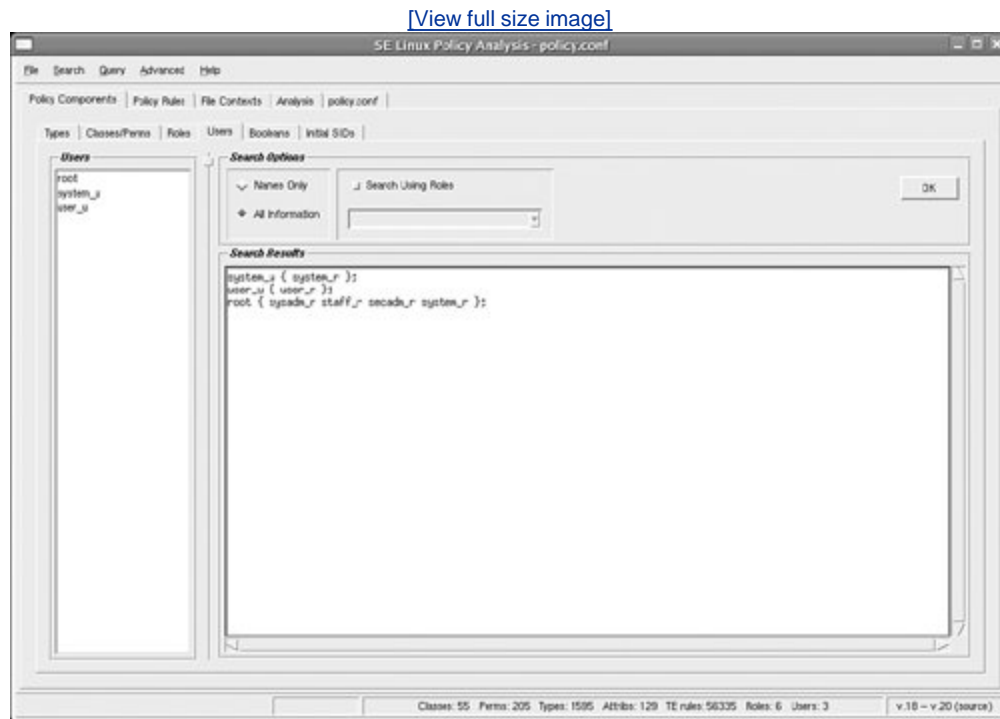 [View full size image]
SE Linux Policy Analysis - policy.conf
File Search Query Advanced Help
Policy Components Policy Rules File Contexts Analysis policy.conf
Types Classes/Perms Roles Users Booleans Initial SIDs
Users
root
system_u
user_u
Search Options
Names Only
Search Using Roles
All Information
OK
Search Results
system_u { system_r };
user_u { user_r };
root { sysadm_r staff_r secadm_r system_r };
Classes: 55 Perms: 205 Types: 1595 Attribs: 129 TE rules: 56335 Roles: 6 Users: 3
v.18 – v.20 (source)